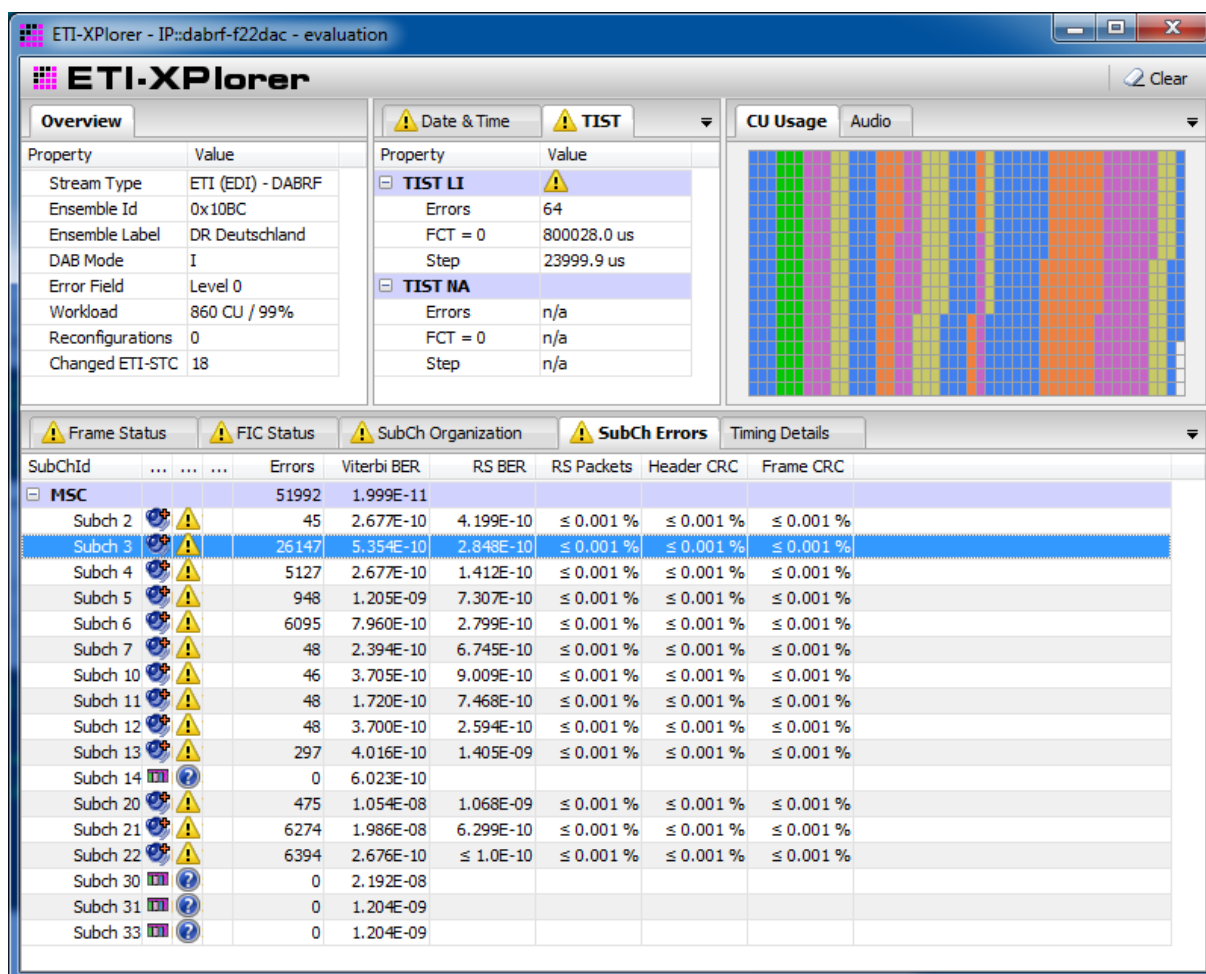 ETI-XPlorer - IP::dabrf-f22dac - evaluation
ETI-XPlorer
Clear
Overview
Property Value
Stream Type ETI (EDI) - DABRF
Ensemble Id 0x10BC
Ensemble Label DR Deutschland
DAB Mode I
Error Field Level 0
Workload 860 CU / 99%
Reconfigurations 0
Changed ETI-STC 18
Date & Time TIST
Property Value
TIST LI
Errors 64
FCT = 0 800028.0 us
Step 23999.9 us
TIST NA
Errors n/a
FCT = 0 n/a
Step n/a
CU Usage Audio
Frame Status FIC Status SubCh Organization SubCh Errors Timing Details
SubChId ... ... ... Errors Viterbi BER RS BER RS Packets Header CRC Frame CRC
MSC 51992 1.999E-11
Subch 2 45 2.677E-10 4.199E-10 ≤ 0.001 % ≤ 0.001 % ≤ 0.001 %
Subch 3 26147 5.354E-10 2.848E-10 ≤ 0.001 % ≤ 0.001 % ≤ 0.001 %
Subch 4 5127 2.677E-10 1.412E-10 ≤ 0.001 % ≤ 0.001 % ≤ 0.001 %
Subch 5 948 1.205E-09 7.307E-10 ≤ 0.001 % ≤ 0.001 % ≤ 0.001 %
Subch 6 6095 7.960E-10 2.799E-10 ≤ 0.001 % ≤ 0.001 % ≤ 0.001 %
Subch 7 48 2.394E-10 6.745E-10 ≤ 0.001 % ≤ 0.001 % ≤ 0.001 %
Subch 10 46 3.705E-10 9.009E-10 ≤ 0.001 % ≤ 0.001 % ≤ 0.001 %
Subch 11 48 1.720E-10 7.468E-10 ≤ 0.001 % ≤ 0.001 % ≤ 0.001 %
Subch 12 48 3.700E-10 2.594E-10 ≤ 0.001 % ≤ 0.001 % ≤ 0.001 %
Subch 13 297 4.016E-10 1.405E-09 ≤ 0.001 % ≤ 0.001 % ≤ 0.001 %
Subch 14 0 6.023E-10
Subch 20 475 1.054E-08 1.068E-09 ≤ 0.001 % ≤ 0.001 % ≤ 0.001 %
Subch 21 6274 1.986E-08 6.299E-10 ≤ 0.001 % ≤ 0.001 % ≤ 0.001 %
Subch 22 6394 2.676E-10 ≤ 1.0E-10 ≤ 0.001 % ≤ 0.001 % ≤ 0.001 %
Subch 30 0 2.192E-08
Subch 31 0 1.204E-09
Subch 33 0 1.204E-09